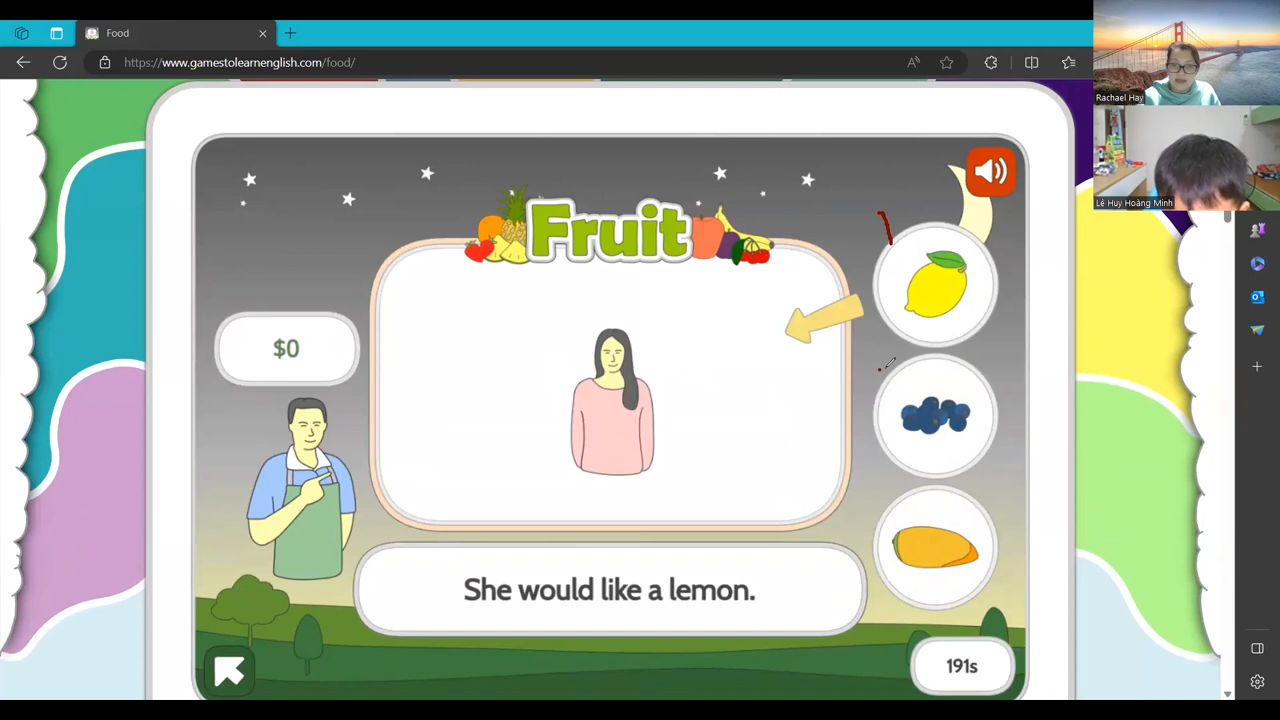 Food
https://www.gamestolearnenglish.com/food/
Rachael Hay
Lê Huy Hoàng Minh
Fruit
$0
She would like a lemon.
191s